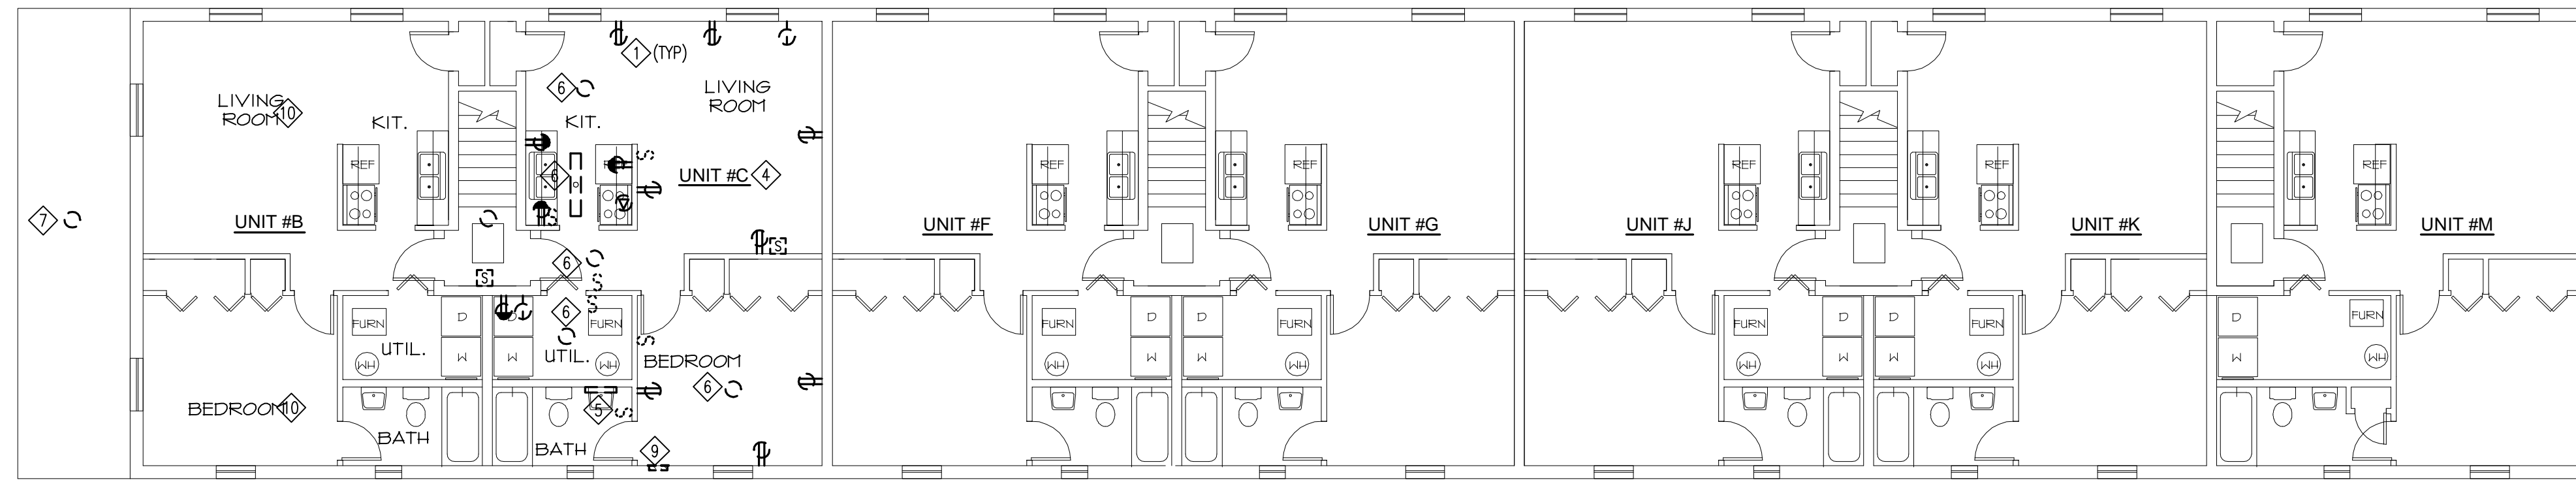 1 (TYP)
6
LIVING
ROOM
10
KIT.
KIT.
LIVING
ROOM
REF
6
REF
S
UNIT #C
4
REF
REF
REF
REF
REF
7
UNIT #B
S
UNIT #F
UNIT #G
UNIT #J
UNIT #K
UNIT #M
S
6
S
S
6
S
FURN
D
D
FURN
FURN
D
D
FURN
FURN
D
D
FURN
D
FURN
UTIL.
UTIL.
S
WH
W
W
WH
WH
W
W
WH
WH
W
W
WH
W
WH
BEDROOM
6
BEDROOM
10
5
S
BATH
BATH
9